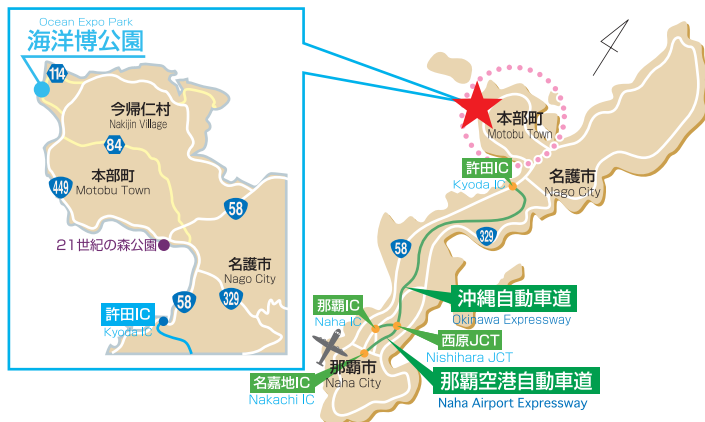 Ocean Expo Park
海洋博公園
114
今帰仁村
Nakijin Village
84
本部町
Motobu Town
449
58
21世紀の森公園
名護市
Nago City
58
329
許田IC
Kyoda IC
本部町
Motobu Town
許田IC
Kyoda IC
名護市
Nago City
58
329
沖縄自動車道
Okinawa Expressway
那覇IC
Naha IC
西原JCT
Nishihara JCT
那覇市
Naha City
名嘉地IC
Nakachi IC
那覇空港自動車道
Naha Airport Expressway